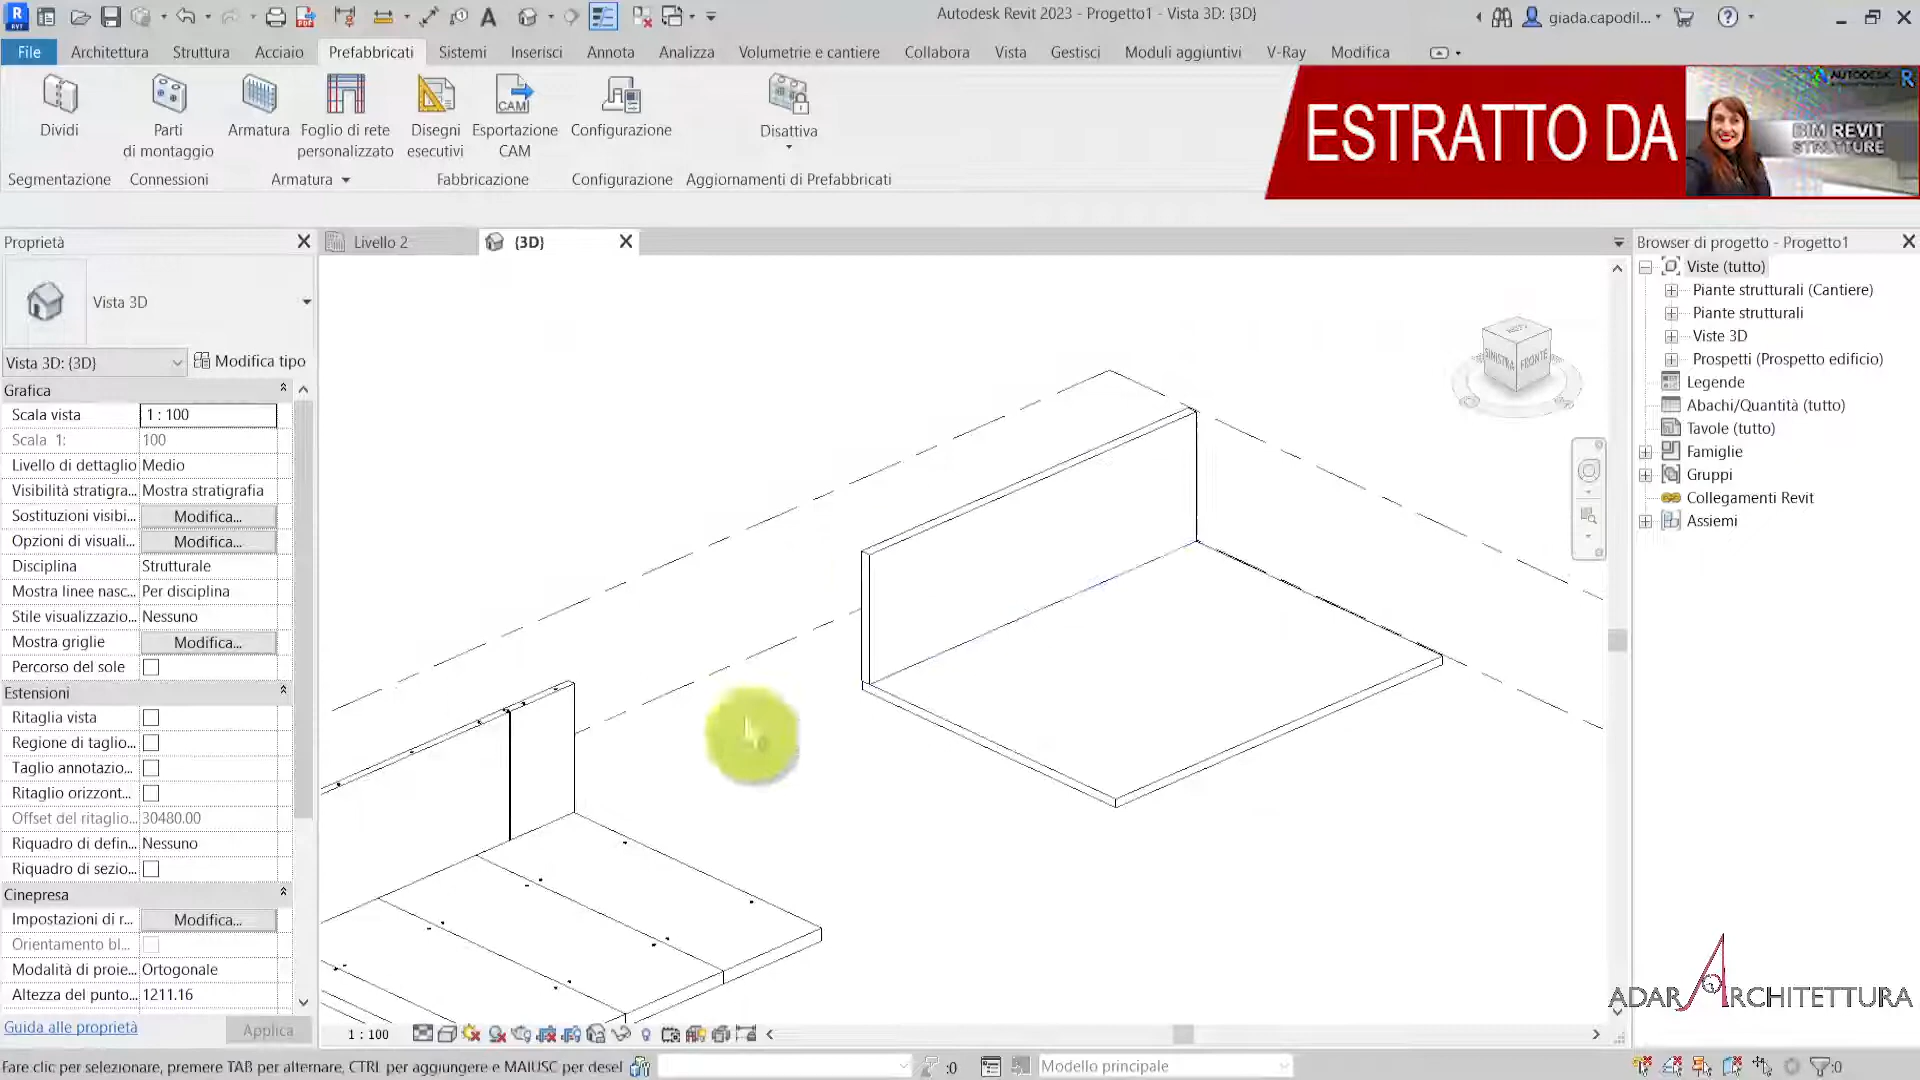 Autodesk Revit 2023 - Progetto1 - Vista 3D: {3D}
giada.capodil...
File Architettura Struttura Acciaio Prefabbricati Sistemi Inserisci Annota Analizza Volumetrie e cantiere Collabora Vista Gestisci Moduli aggiuntivi V-Ray Modifica
Dividi
Parti di montaggio
Armatura
Foglio di rete personalizzato
Disegni esecutivi
Esportazione CAM
Configurazione
Disattiva
Segmentazione Connessioni Armatura Fabbricazione Configurazione Aggiornamenti di Prefabbricati
ESTRATTO DA
AUTODESK
BIM REVIT
STRUTTURE
Proprietà
Livello 2
{3D}
Browser di progetto - Progetto1
Vista 3D
Vista 3D: {3D}
Modifica tipo
Grafica
Scala vista 1 : 100
Scala 1: 100
Livello di dettaglio Medio
Visibilità stratigra... Mostra stratigrafia
Sostituzioni visibi... Modifica...
Opzioni di visuali... Modifica...
Disciplina Strutturale
Mostra linee nasc... Per disciplina
Stile visualizzazio... Nessuno
Mostra griglie Modifica...
Percorso del sole
Estensioni
Ritaglia vista
Regione di taglio...
Taglio annotazio...
Ritaglio orizzont...
Offset del ritaglio... 30480.00
Riquadro di defin... Nessuno
Riquadro di sezio...
Cinepresa
Impostazioni di r... Modifica...
Orientamento bl...
Modalità di proie... Ortogonale
Altezza del punto... 1211.16
Guida alle proprietà
Applica
SINISTRA
FRONTE
Viste (tutto)
Piante strutturali (Cantiere)
Piante strutturali
Viste 3D
Prospetti (Prospetto edificio)
Legende
Abachi/Quantità (tutto)
Tavole (tutto)
Famiglie
Gruppi
Collegamenti Revit
Assiemi
ADARARCHITETTURA
1 : 100
Fare clic per selezionare, premere TAB per alternare, CTRL per aggiungere e MAIUSC per desel
:0
Modello principale
:0